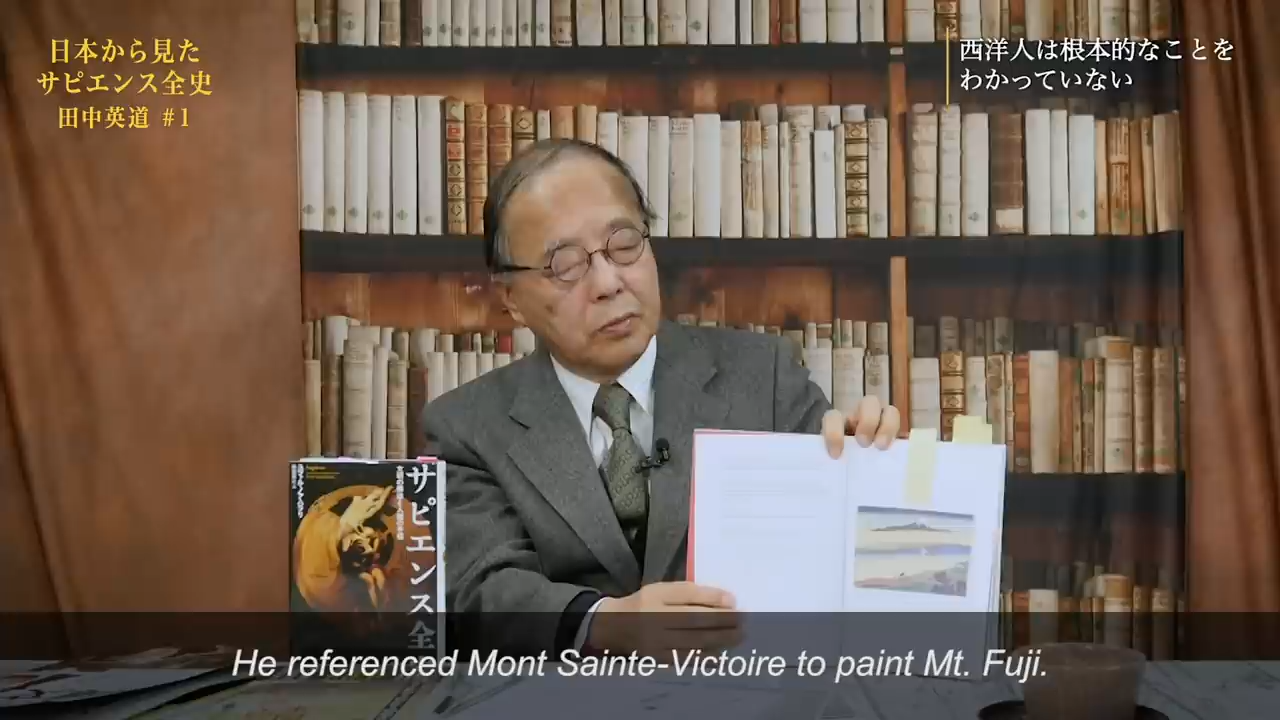 日本から見た
サピエンス全史
田中英道 #1
西洋人は根本的なことを
わかっていない
サピエンス全
He referenced Mont Sainte-Victoire to paint Mt. Fuji.